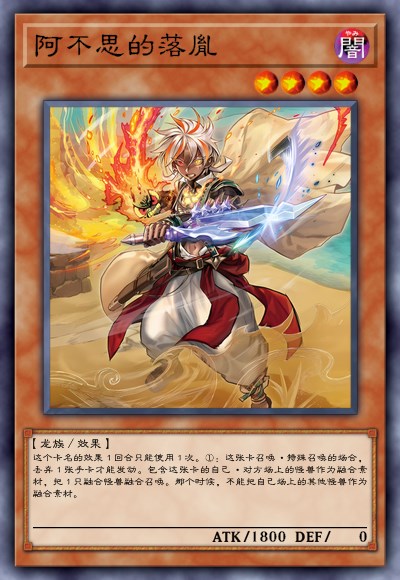 阿不思的落胤
やみ
闇
【龙族／效果】
这个卡名的效果1回合只能使用1次。①：这张卡召唤・特殊召唤的场合，
丢弃1张手卡才能发动。包含这张卡的自己・对方场上的怪兽作为融合素
材，把1只融合怪兽融合召唤。那个时候，不能把自己场上的其他怪兽作为
融合素材。
ATK/1800 DEF/ 0